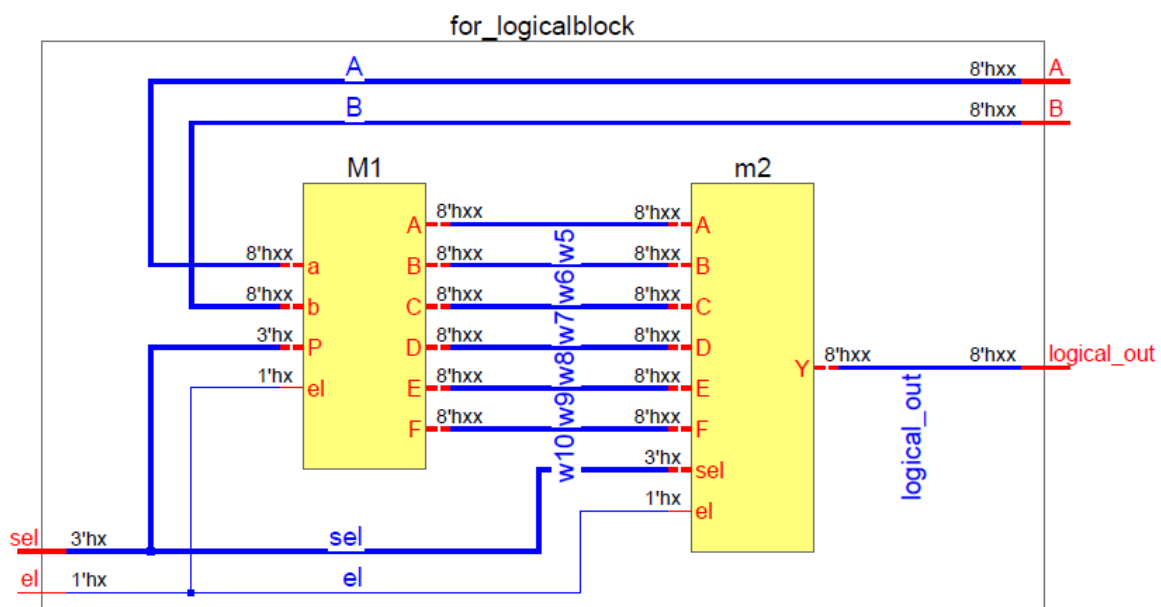 for_logicalblock
A 8'hxx A
B 8'hxx B
M1 m2
A 8'hxx 8'hxx A
8'hxx a B 8'hxx w5 8'hxx B
8'hxx b C 8'hxx w6 8'hxx C
3'hx P D 8'hxx w7 8'hxx D
Y 8'hxx 8'hxx logical_out
1'hx el E 8'hxx w8 8'hxx E
F 8'hxx w9 8'hxx F
w10 3'hx sel
logical_out
1'hx el
sel 3'hx sel
el 1'hx el